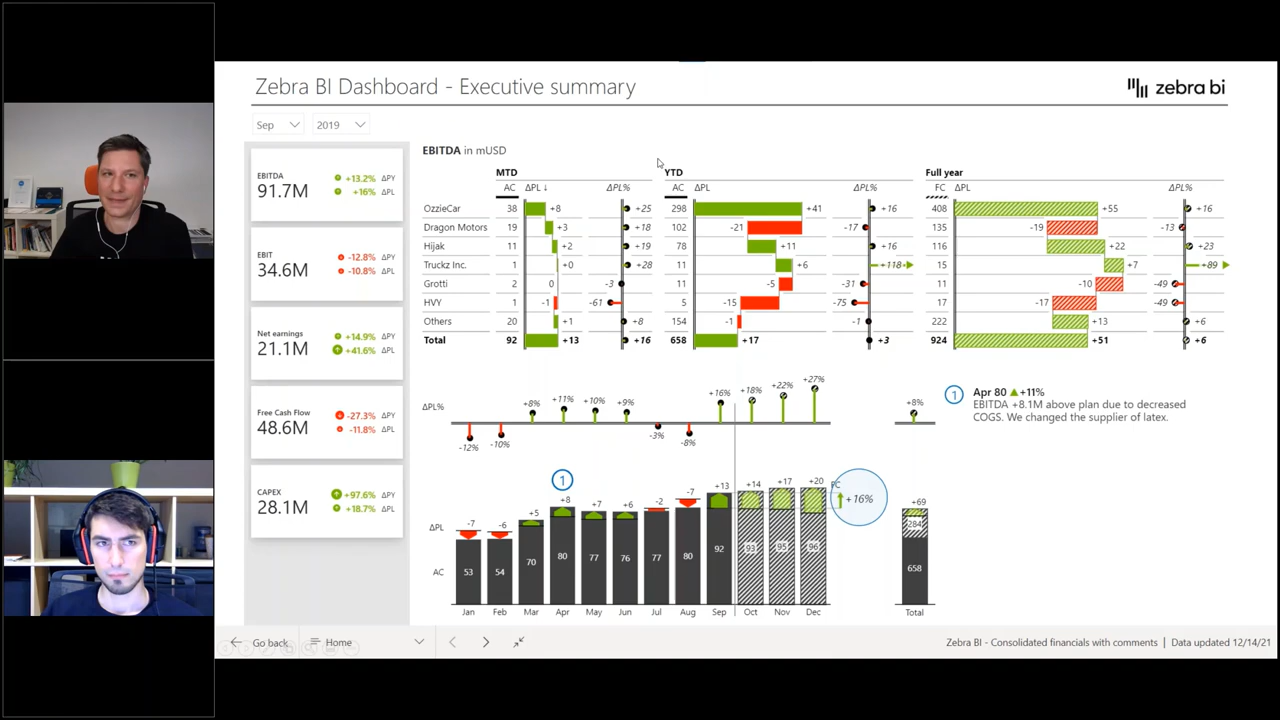 Zebra BI Dashboard - Executive summary
zebra bi
Sep 2019
EBITDA
91.7M
+13.2% ΔPY
+16% ΔPL
EBIT
34.6M
-12.8% ΔPY
-10.8% ΔPL
Net earnings
21.1M
+14.9% ΔPY
+41.6% ΔPL
Free Cash Flow
48.6M
-27.3% ΔPY
-11.8% ΔPL
CAPEX
28.1M
+97.6% ΔPY
+18.7% ΔPL
EBITDA in mUSD
MTD YTD Full year
AC ΔPL ↓ ΔPL% AC ΔPL ΔPL% FC ΔPL ΔPL%
OzzieCar 38 +8 +25 298 +41 +16 408 +55 +16
Dragon Motors 19 +3 +18 102 -21 -17 135 -19 -13
Hijak 11 +2 +19 78 +11 +16 116 +22 +23
Truckz Inc. 1 +0 +28 11 +6 +118 15 +7 +89
Grotti 2 0 -3 11 -5 -31 11 -10 -49
HVY 1 -1 -61 5 -15 -75 17 -17 -49
Others 20 +1 +8 154 -1 -1 222 +13 +6
Total 92 +13 +16 658 +17 +3 924 +51 +6
ΔPL% -12% -10% +8% +11% +10% +9% -3% -8% +16% +18% +22% +27% +8%
1
Apr 80 ▲+11%
EBITDA +8.1M above plan due to decreased
COGS. We changed the supplier of latex.
1
ΔPL -7 -6 +5 +8 +7 +6 -2 -7 +13 +14 +17 +20 +69
FC
+16%
284
AC 53 54 70 80 77 76 77 80 92 93 95 96 658
Jan Feb Mar Apr May Jun Jul Aug Sep Oct Nov Dec Total
Go back Home
Zebra BI - Consolidated financials with comments | Data updated 12/14/21